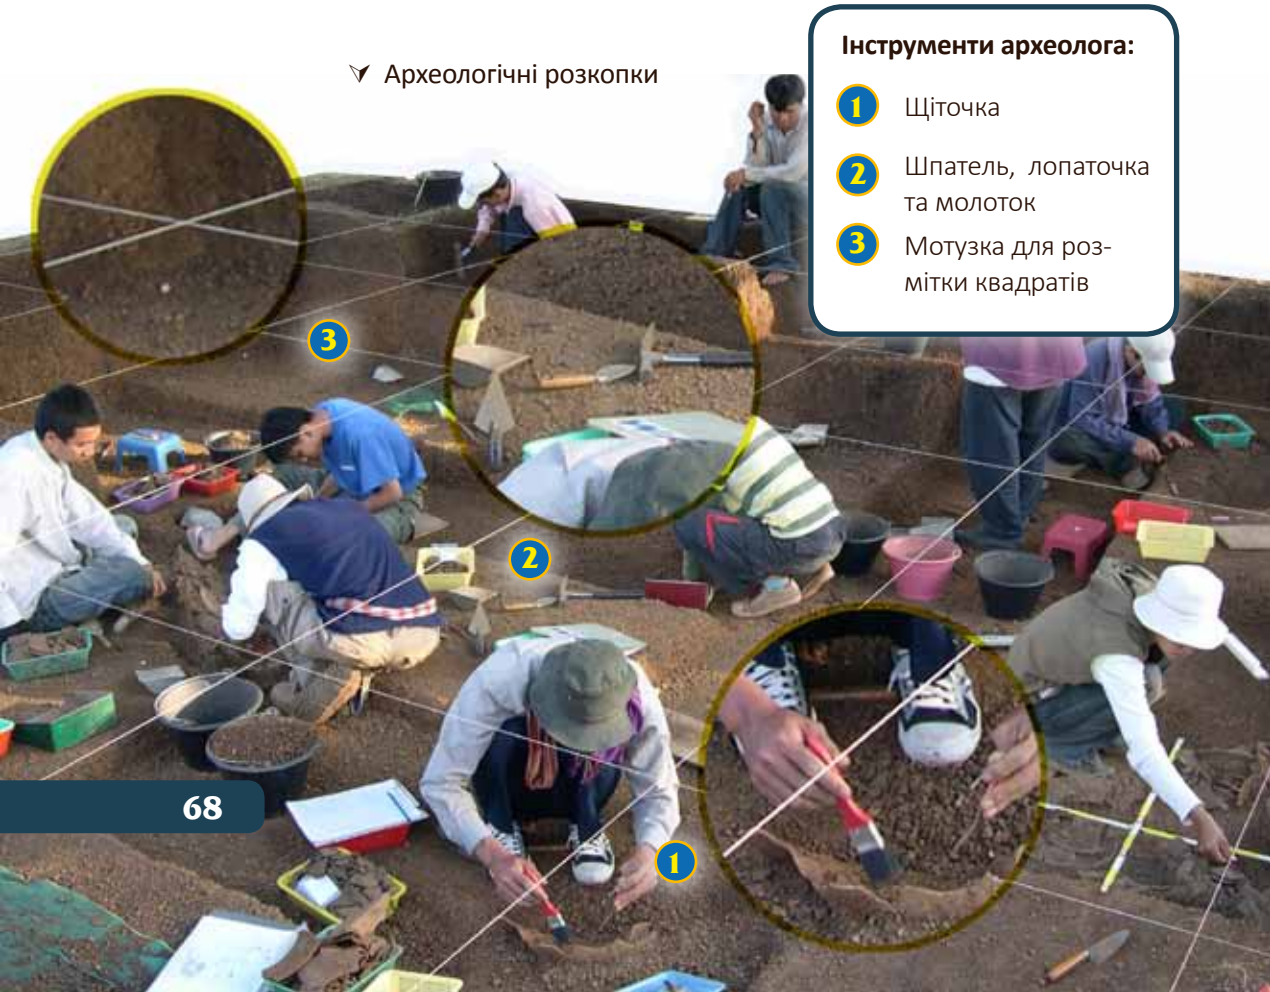 Археологічні розкопки
Інструменти археолога:
1 Щіточка
2 Шпатель, лопаточка
та молоток
3 Мотузка для роз-
мітки квадратів
3
2
1
68